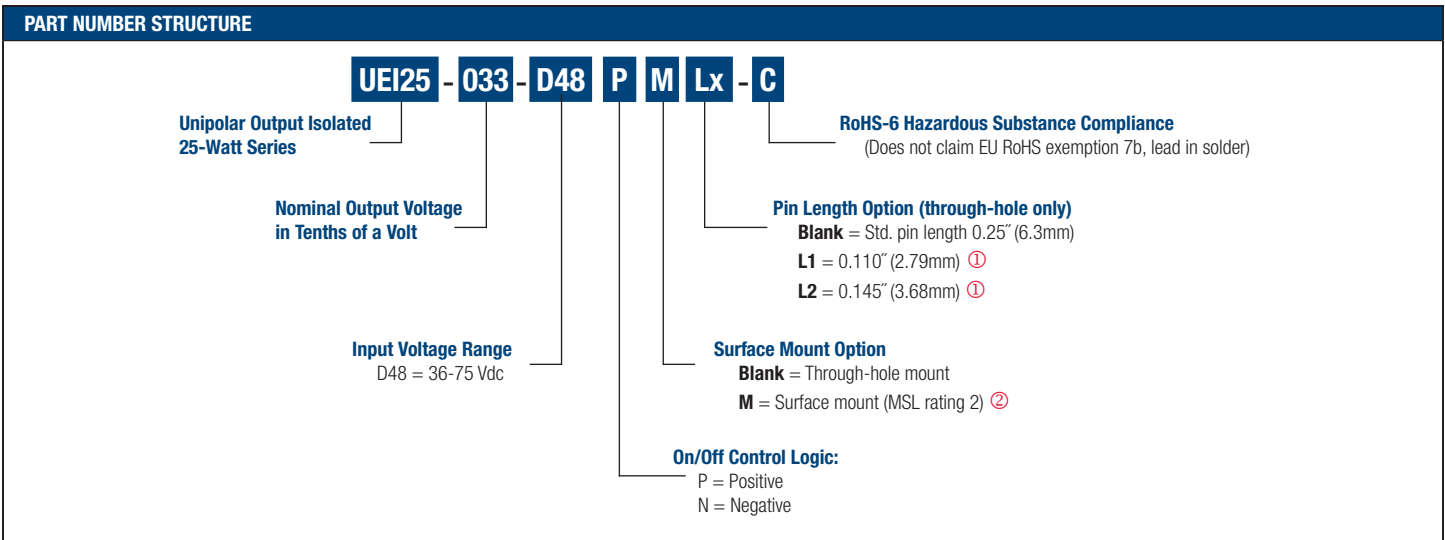 PART NUMBER STRUCTURE
UEI25 - 033 - D48 P M Lx - C
Unipolar Output Isolated
25-Watt Series
RoHS-6 Hazardous Substance Compliance
(Does not claim EU RoHS exemption 7b, lead in solder)
Nominal Output Voltage
in Tenths of a Volt
Pin Length Option (through-hole only)
Blank = Std. pin length 0.25˝ (6.3mm)
L1 = 0.110˝ (2.79mm) ①
L2 = 0.145˝ (3.68mm) ①
Input Voltage Range
D48 = 36-75 Vdc
Surface Mount Option
Blank = Through-hole mount
M = Surface mount (MSL rating 2) ②
On/Off Control Logic:
P = Positive
N = Negative